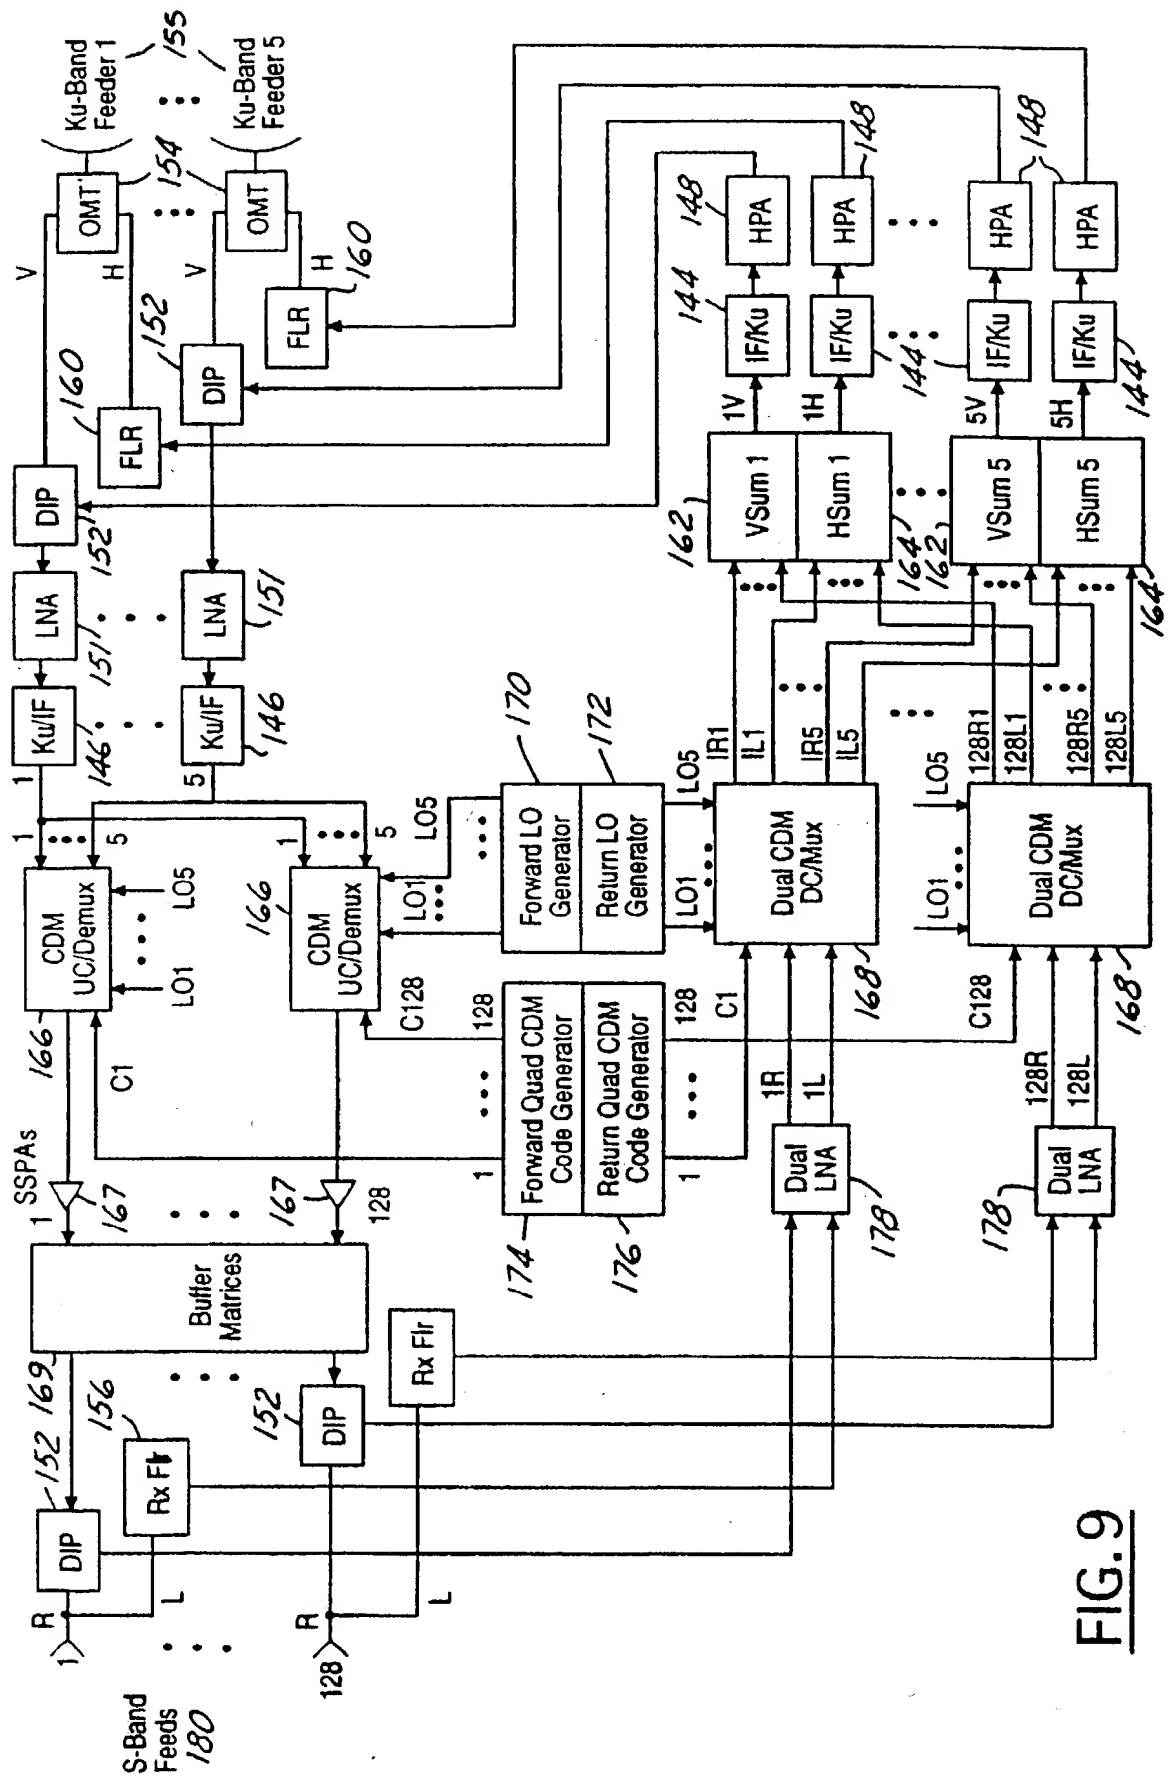 S-Band
Feeds
180
1
R
L
128
R
L
DIP
152
Rx Flr
156
DIP
152
Rx Flr
169
Buffer
Matrices
SSPAs
1
167
167
128
166
CDM
UC/Demux
C1
LO1
LO5
1
5
166
CDM
UC/Demux
C128
LO1
LO5
1
5
1
Ku/IF
146
5
Ku/IF
146
LNA
151
LNA
151
DIP
152
FLR
160
DIP
152
FLR
160
V
H
V
H
OMT
154
OMT
Ku-Band
Feeder 1
155
Ku-Band
Feeder 5
174
Forward Quad CDM
Code Generator
1
128
176
Return Quad CDM
Code Generator
1
128
Forward LO
Generator
170
Return LO
Generator
172
LO1
LO5
C1
1R
1L
Dual
LNA
178
Dual CDM
DC/Mux
168
IR1
IL1
IR5
IL5
178
Dual
LNA
128R
128L
C128
LO1
LO5
Dual CDM
DC/Mux
168
128R1
128L1
128R5
128L5
162
VSum 1
HSum 1
164
162
VSum 5
HSum 5
164
1V
1H
5V
5H
IF/Ku
144
IF/Ku
144
IF/Ku
IF/Ku
144
HPA
148
HPA
148
HPA
HPA
148
FIG. 9